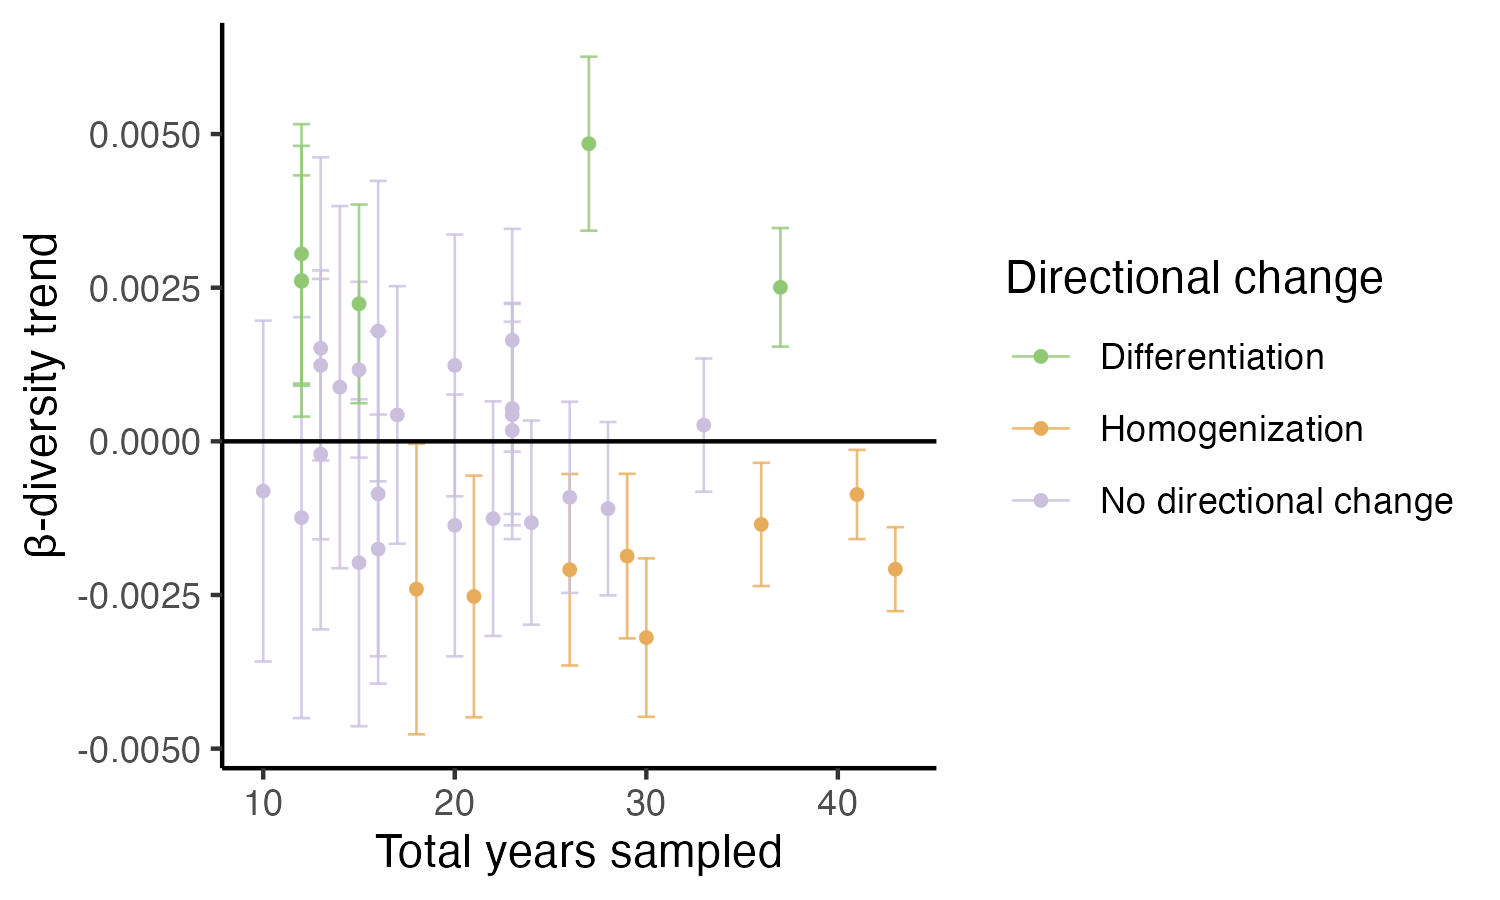 β-diversity trend
0.0050
0.0025
0.0000
-0.0025
-0.0050
10 20 30 40
Total years sampled
Directional change
Differentiation
Homogenization
No directional change